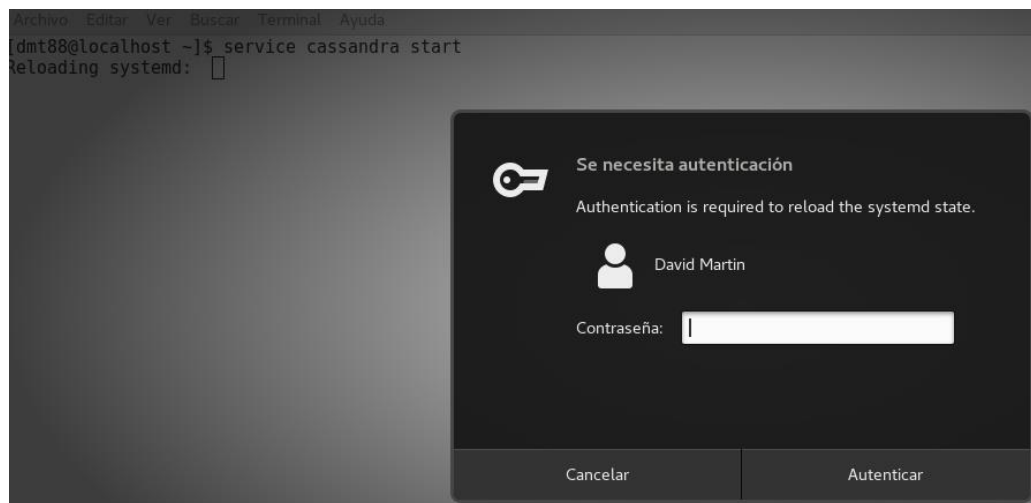 Archivo Editar Ver Buscar Terminal Ayuda
[dmt88@localhost ~]$ service cassandra start
Reloading systemd:
Se necesita autenticación
Authentication is required to reload the systemd state.
David Martin
Contraseña:
Cancelar Autenticar